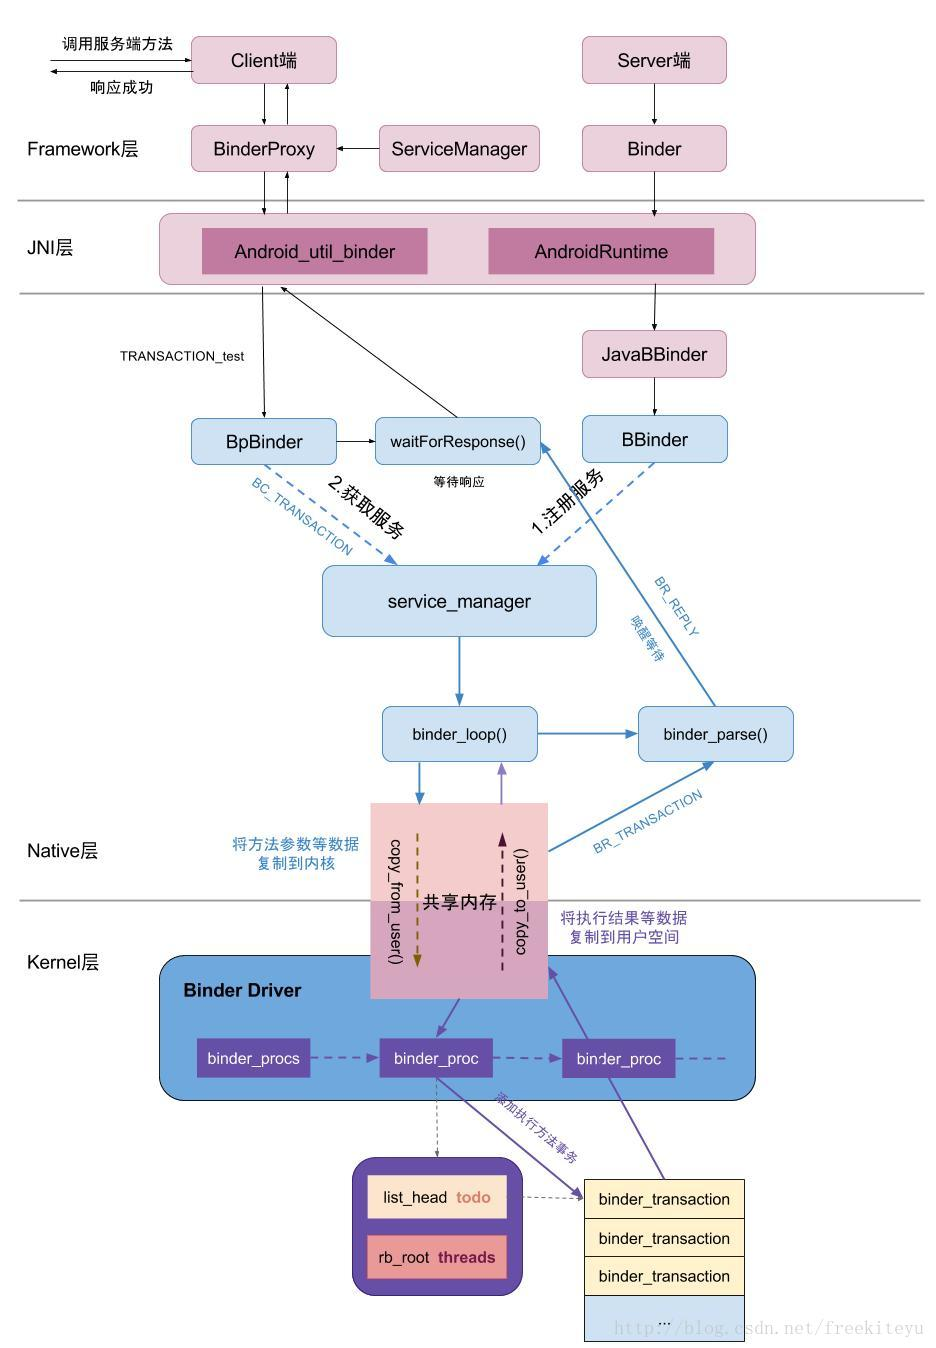 调用服务端方法
响应成功
Client端
Server端
Framework层
BinderProxy
ServiceManager
Binder
JNI层
Android_util_binder
AndroidRuntime
TRANSACTION_test
JavaBBinder
BpBinder
waitForResponse()
BBinder
等待响应
BC_TRANSACTION
2.获取服务
1.注册服务
service_manager
BR_REPLY
唤醒等待
binder_loop()
binder_parse()
BR_TRANSACTION
Native层
将方法参数等数据
复制到内核
copy_from_user()
共享内存
copy_to_user()
将执行结果等数据
复制到用户空间
Kernel层
Binder Driver
binder_procs
binder_proc
binder_proc
添加执行方法事务
list_head todo
rb_root threads
binder_transaction
binder_transaction
binder_transaction
...
http://blog.csdn.net/freekiteyu